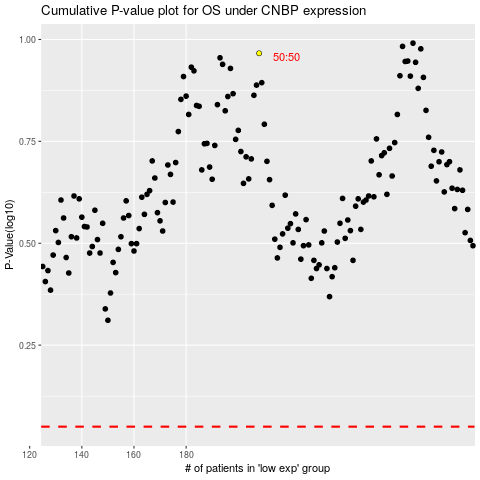 Cumulative P-value plot for OS under CNBP expression
1.00
50:50
0.75
P-Value(log10)
0.50
0.25
120 140 160 180
# of patients in 'low exp' group